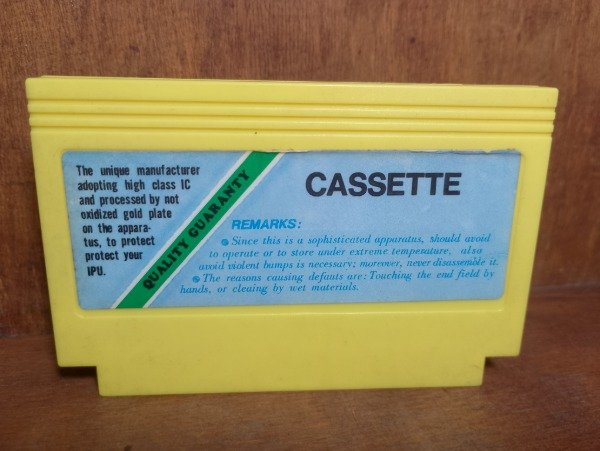 The unique manufacturer
adopting high class IC
and processed by not
oxidized gold plate
on the appara-
tus, to protect
protect your
IPU.
QUALITY GUARANTY
CASSETTE
REMARKS:
Since this is a sophisticated apparatus, should avoid
to operate or to store under extreme temperature, also
avoid violent bumps is necessary; moreover, never disassemble it.
The reasons causing defauts are: Touching the end field by
hands, or cleaing by wet materials.